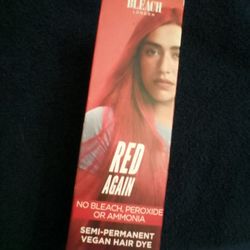 BLEACH
LONDON
RED
AGAIN
NO BLEACH, PEROXIDE
OR AMMONIA
SEMI-PERMANENT
VEGAN HAIR DYE